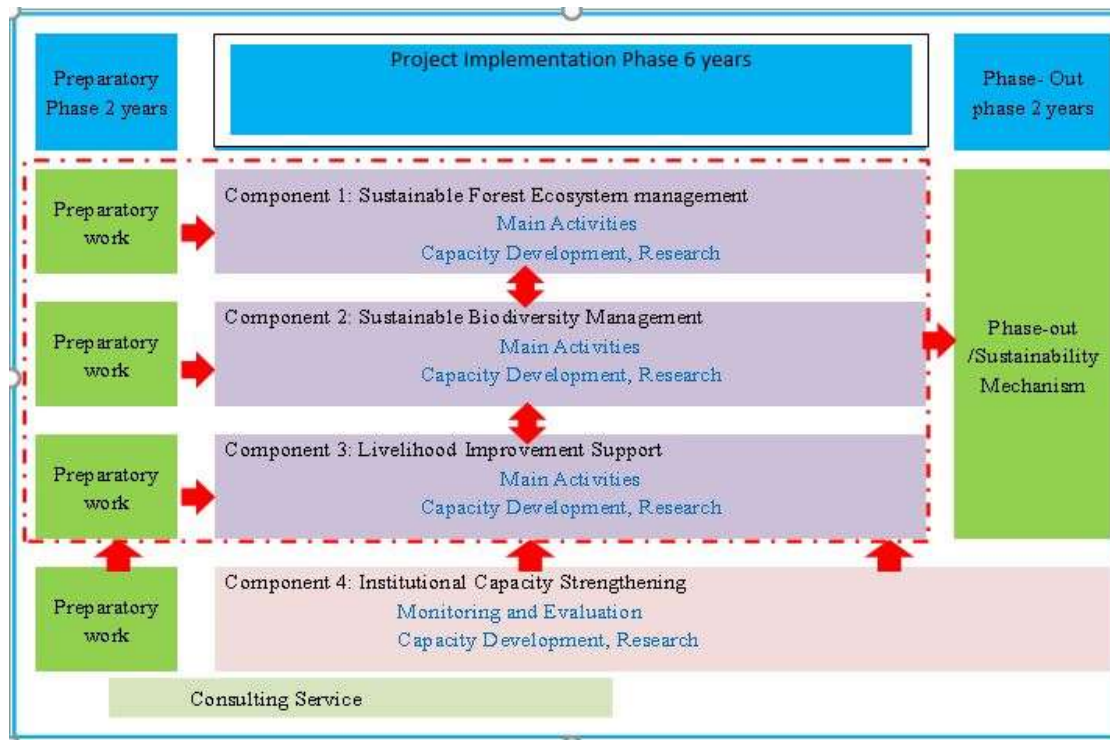 Preparatory
Phase 2 years
Project Implementation Phase 6 years
Phase- Out
phase 2 years
Preparatory
work
Component 1: Sustainable Forest Ecosystem management
Main Activities
Capacity Development, Research
Preparatory
work
Component 2: Sustainable Biodiversity Management
Main Activities
Capacity Development, Research
Phase-out
/Sustainability
Mechanism
Preparatory
work
Component 3: Livelihood Improvement Support
Main Activities
Capacity Development, Research
Preparatory
work
Component 4: Institutional Capacity Strengthening
Monitoring and Evaluation
Capacity Development, Research
Consulting Service